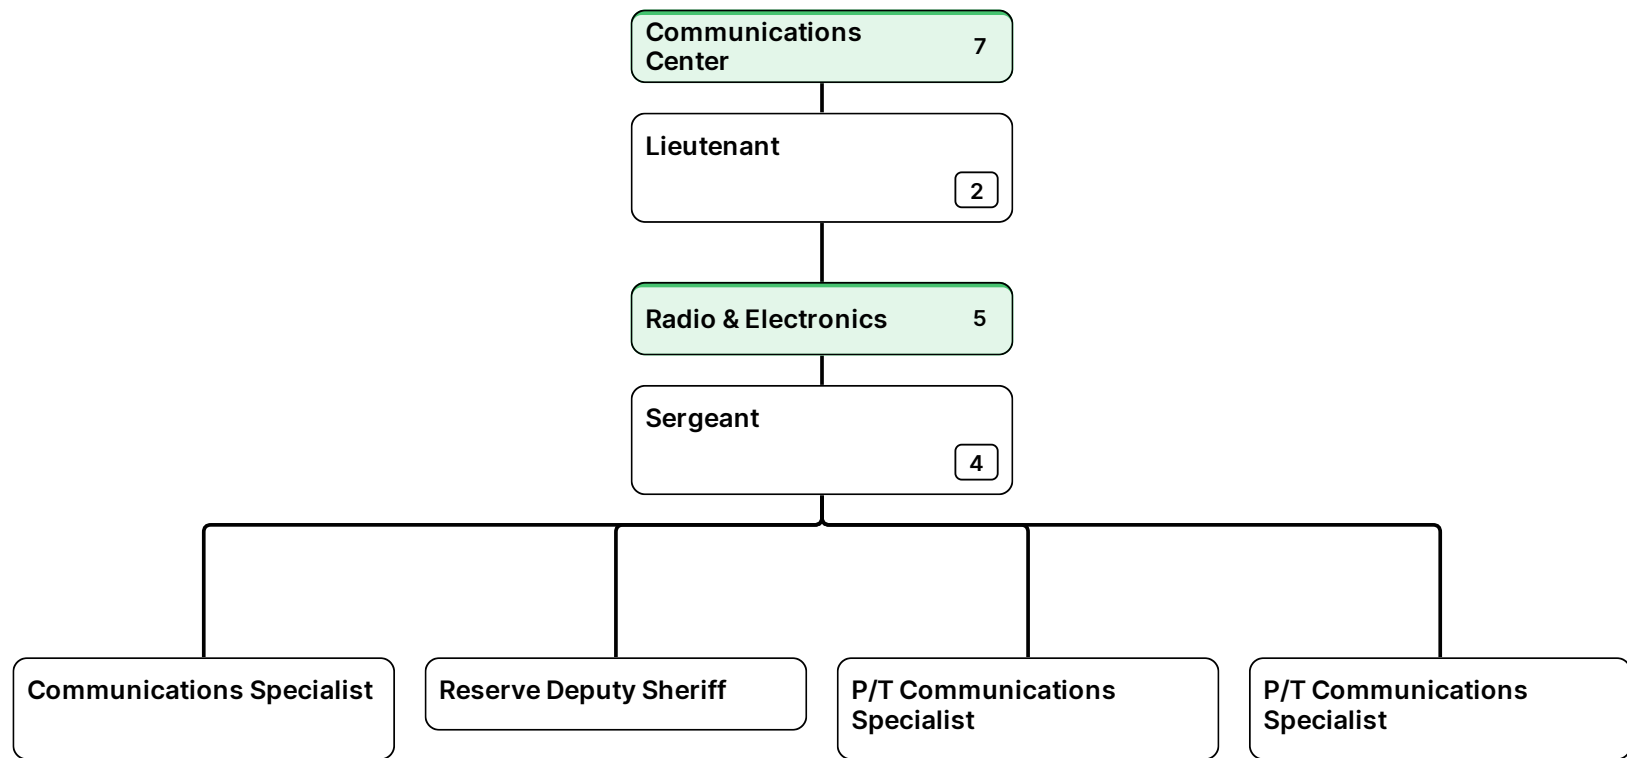 Communications
Center
7
Lieutenant
2
Radio & Electronics
5
Sergeant
4
Communications Specialist
Reserve Deputy Sheriff
P/T Communications
Specialist
P/T Communications
Specialist